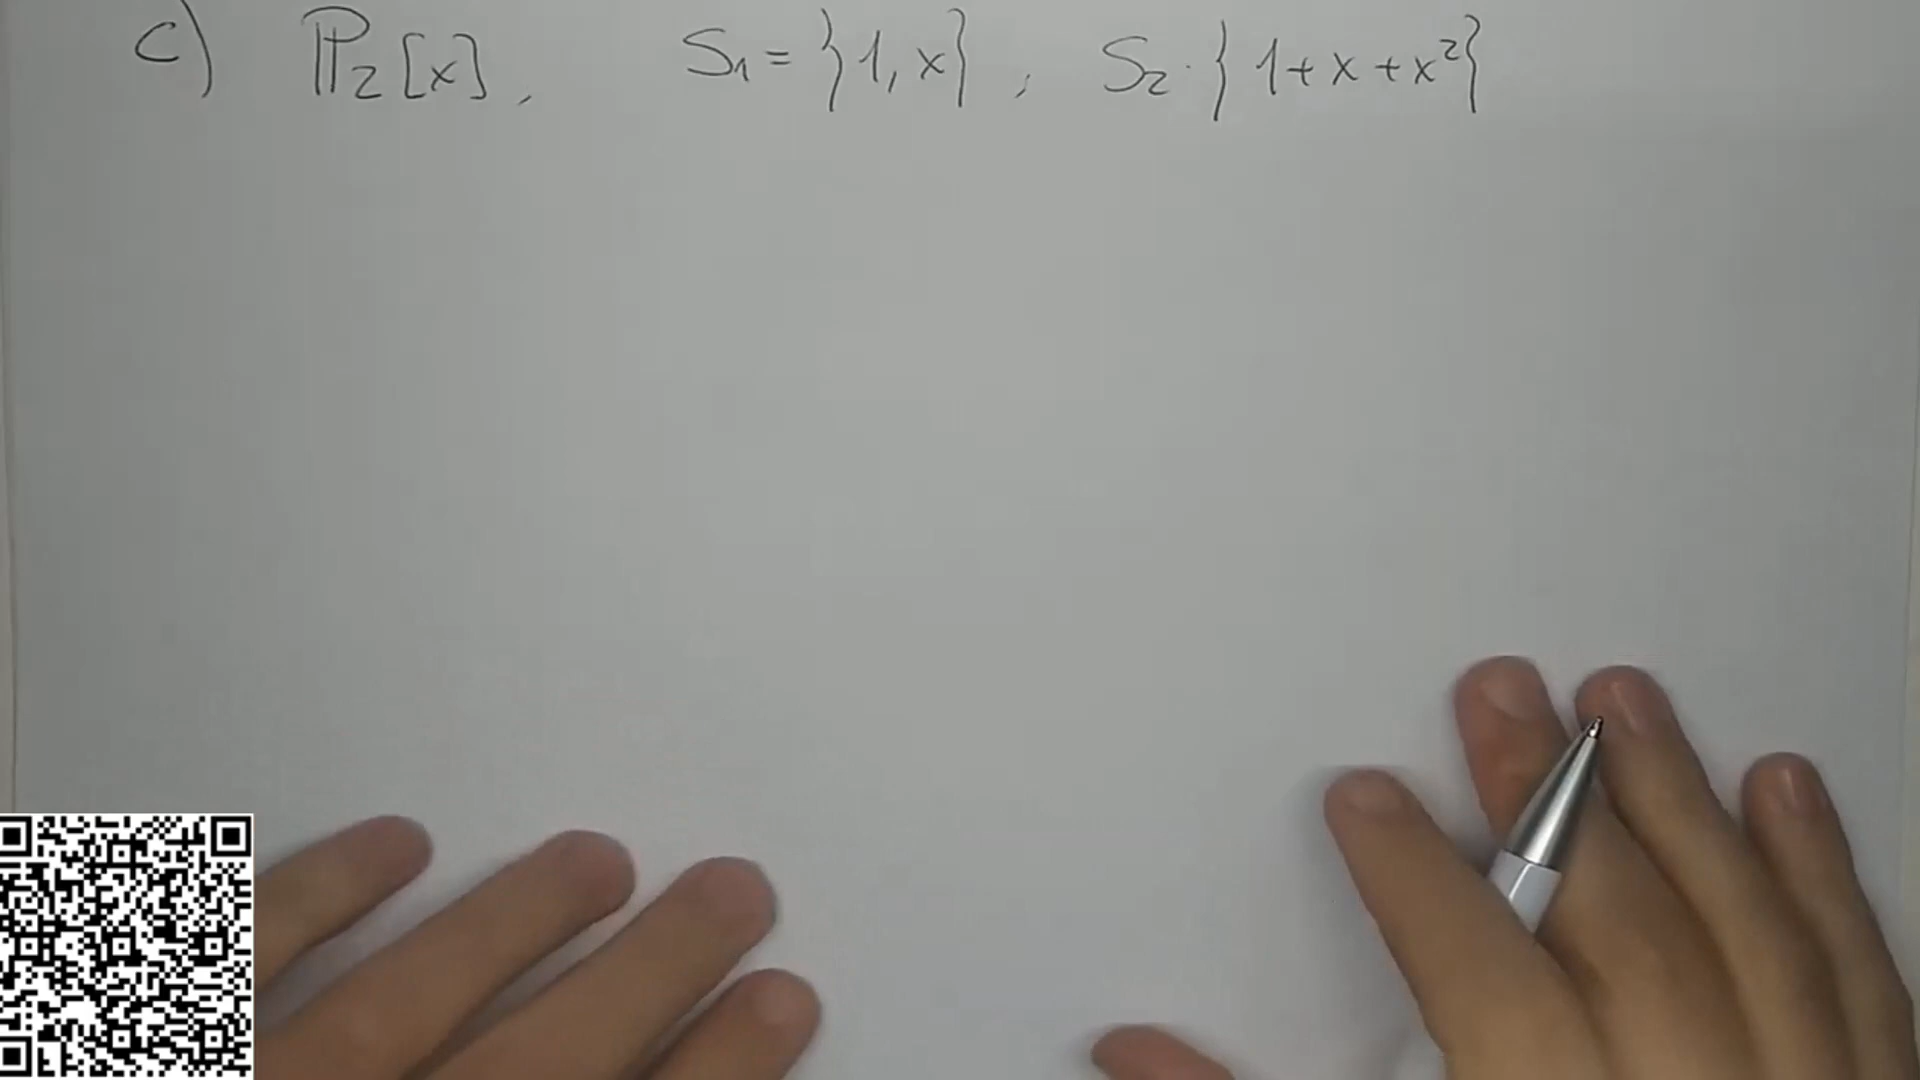 c) ℙ₂[x], S₁ = {1, x}, S₂ · {1 + x + x²}